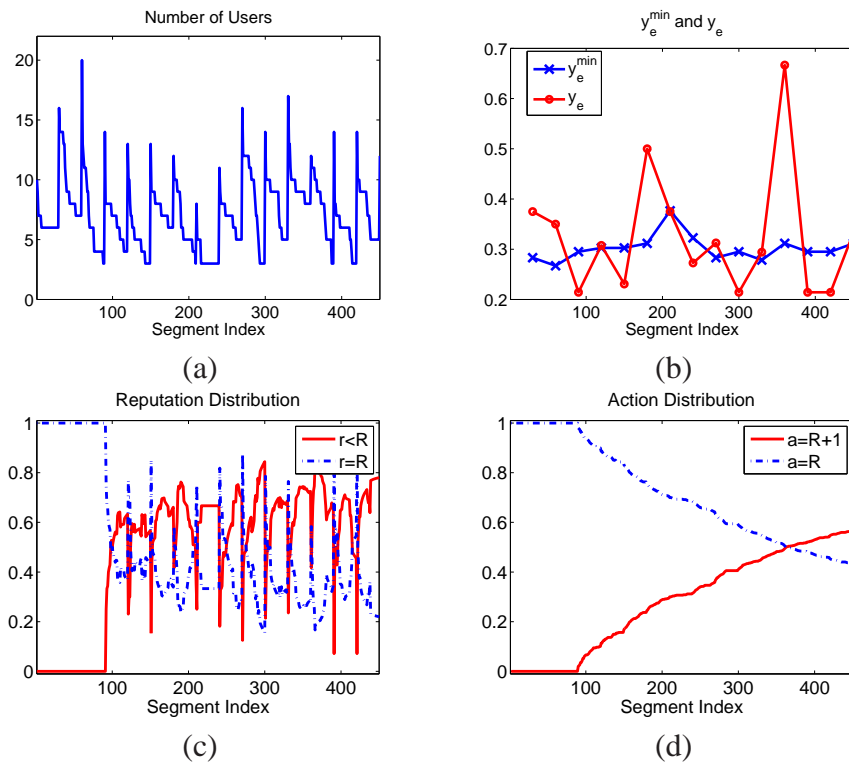 Number of Users
20
15
10
5
0
100 200 300 400
Segment Index
(a)
y_e^min and y_e
0.7
0.6
0.5
0.4
0.3
0.2
y_e^min
y_e
100 200 300 400
Segment Index
(b)
Reputation Distribution
1
0.8
0.6
0.4
0.2
0
r<R
r=R
100 200 300 400
Segment Index
(c)
Action Distribution
1
0.8
0.6
0.4
0.2
0
a=R+1
a=R
100 200 300 400
Segment Index
(d)